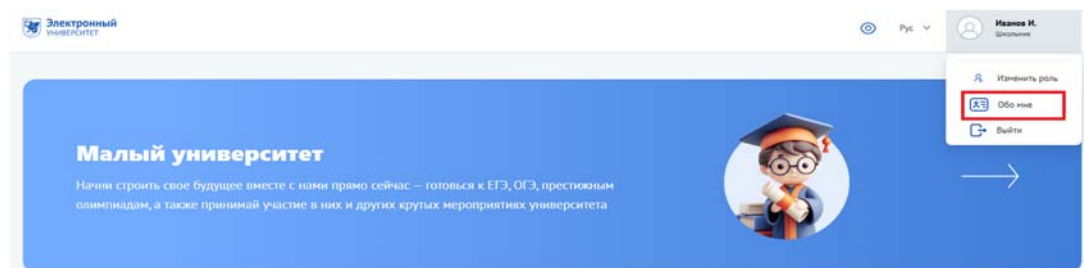 Электронный
УНИВЕРСИТЕТ
Рус
Иванов И.
Школьник
Изменить роль
Обо мне
Выйти
Малый университет
Начни строить свое будущее вместе с нами прямо сейчас – готовься к ЕГЭ, ОГЭ, престижным
олимпиадам, а также принимай участие в них и других крутых мероприятиях университета